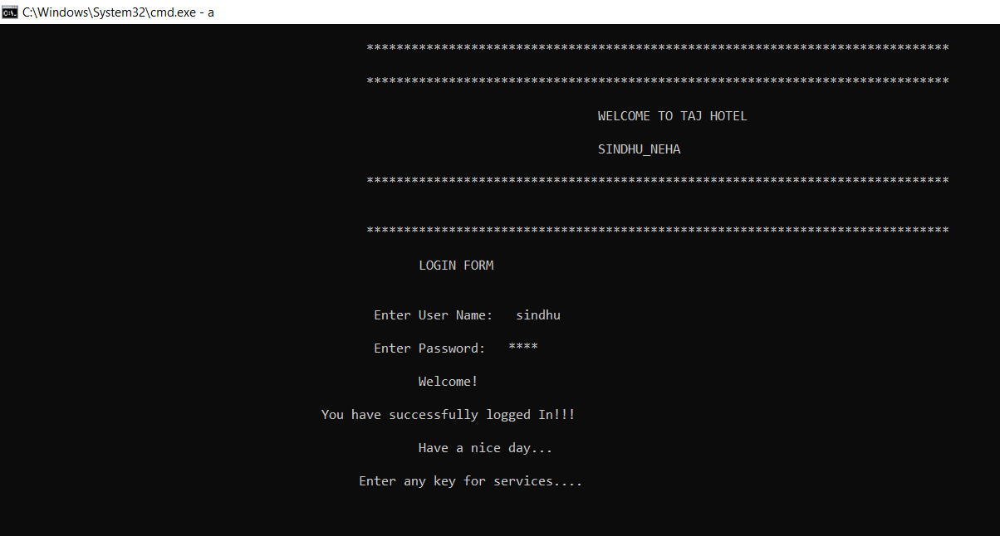 C:\Windows\System32\cmd.exe - a
******************************************************************************
******************************************************************************
WELCOME TO TAJ HOTEL
SINDHU_NEHA
******************************************************************************
******************************************************************************
LOGIN FORM
Enter User Name:   sindhu
Enter Password:   ****
Welcome!
You have successfully logged In!!!
Have a nice day...
Enter any key for services....